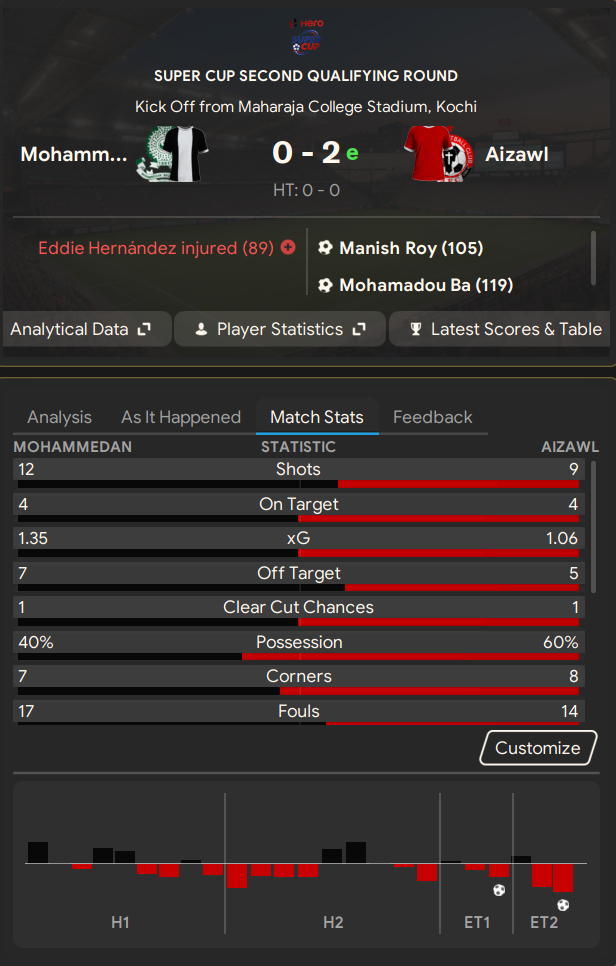 Hero
SUPER
CUP
SUPER CUP SECOND QUALIFYING ROUND
Kick Off from Maharaja College Stadium, Kochi
Mohamm... 0 - 2 e Aizawl
HT: 0 - 0
Eddie Hernández injured (89) Manish Roy (105)
Mohamadou Ba (119)
Analytical Data Player Statistics Latest Scores & Table
Analysis As It Happened Match Stats Feedback
MOHAMMEDAN STATISTIC AIZAWL
12 Shots 9
4 On Target 4
1.35 xG 1.06
7 Off Target 5
1 Clear Cut Chances 1
40% Possession 60%
7 Corners 8
17 Fouls 14
Customize
H1 H2 ET1 ET2